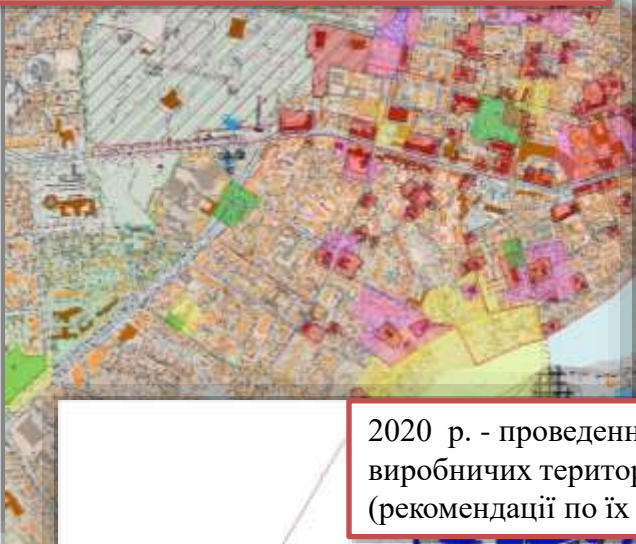 2020 р. - проведенн
виробничих територ
(рекомендації по їх